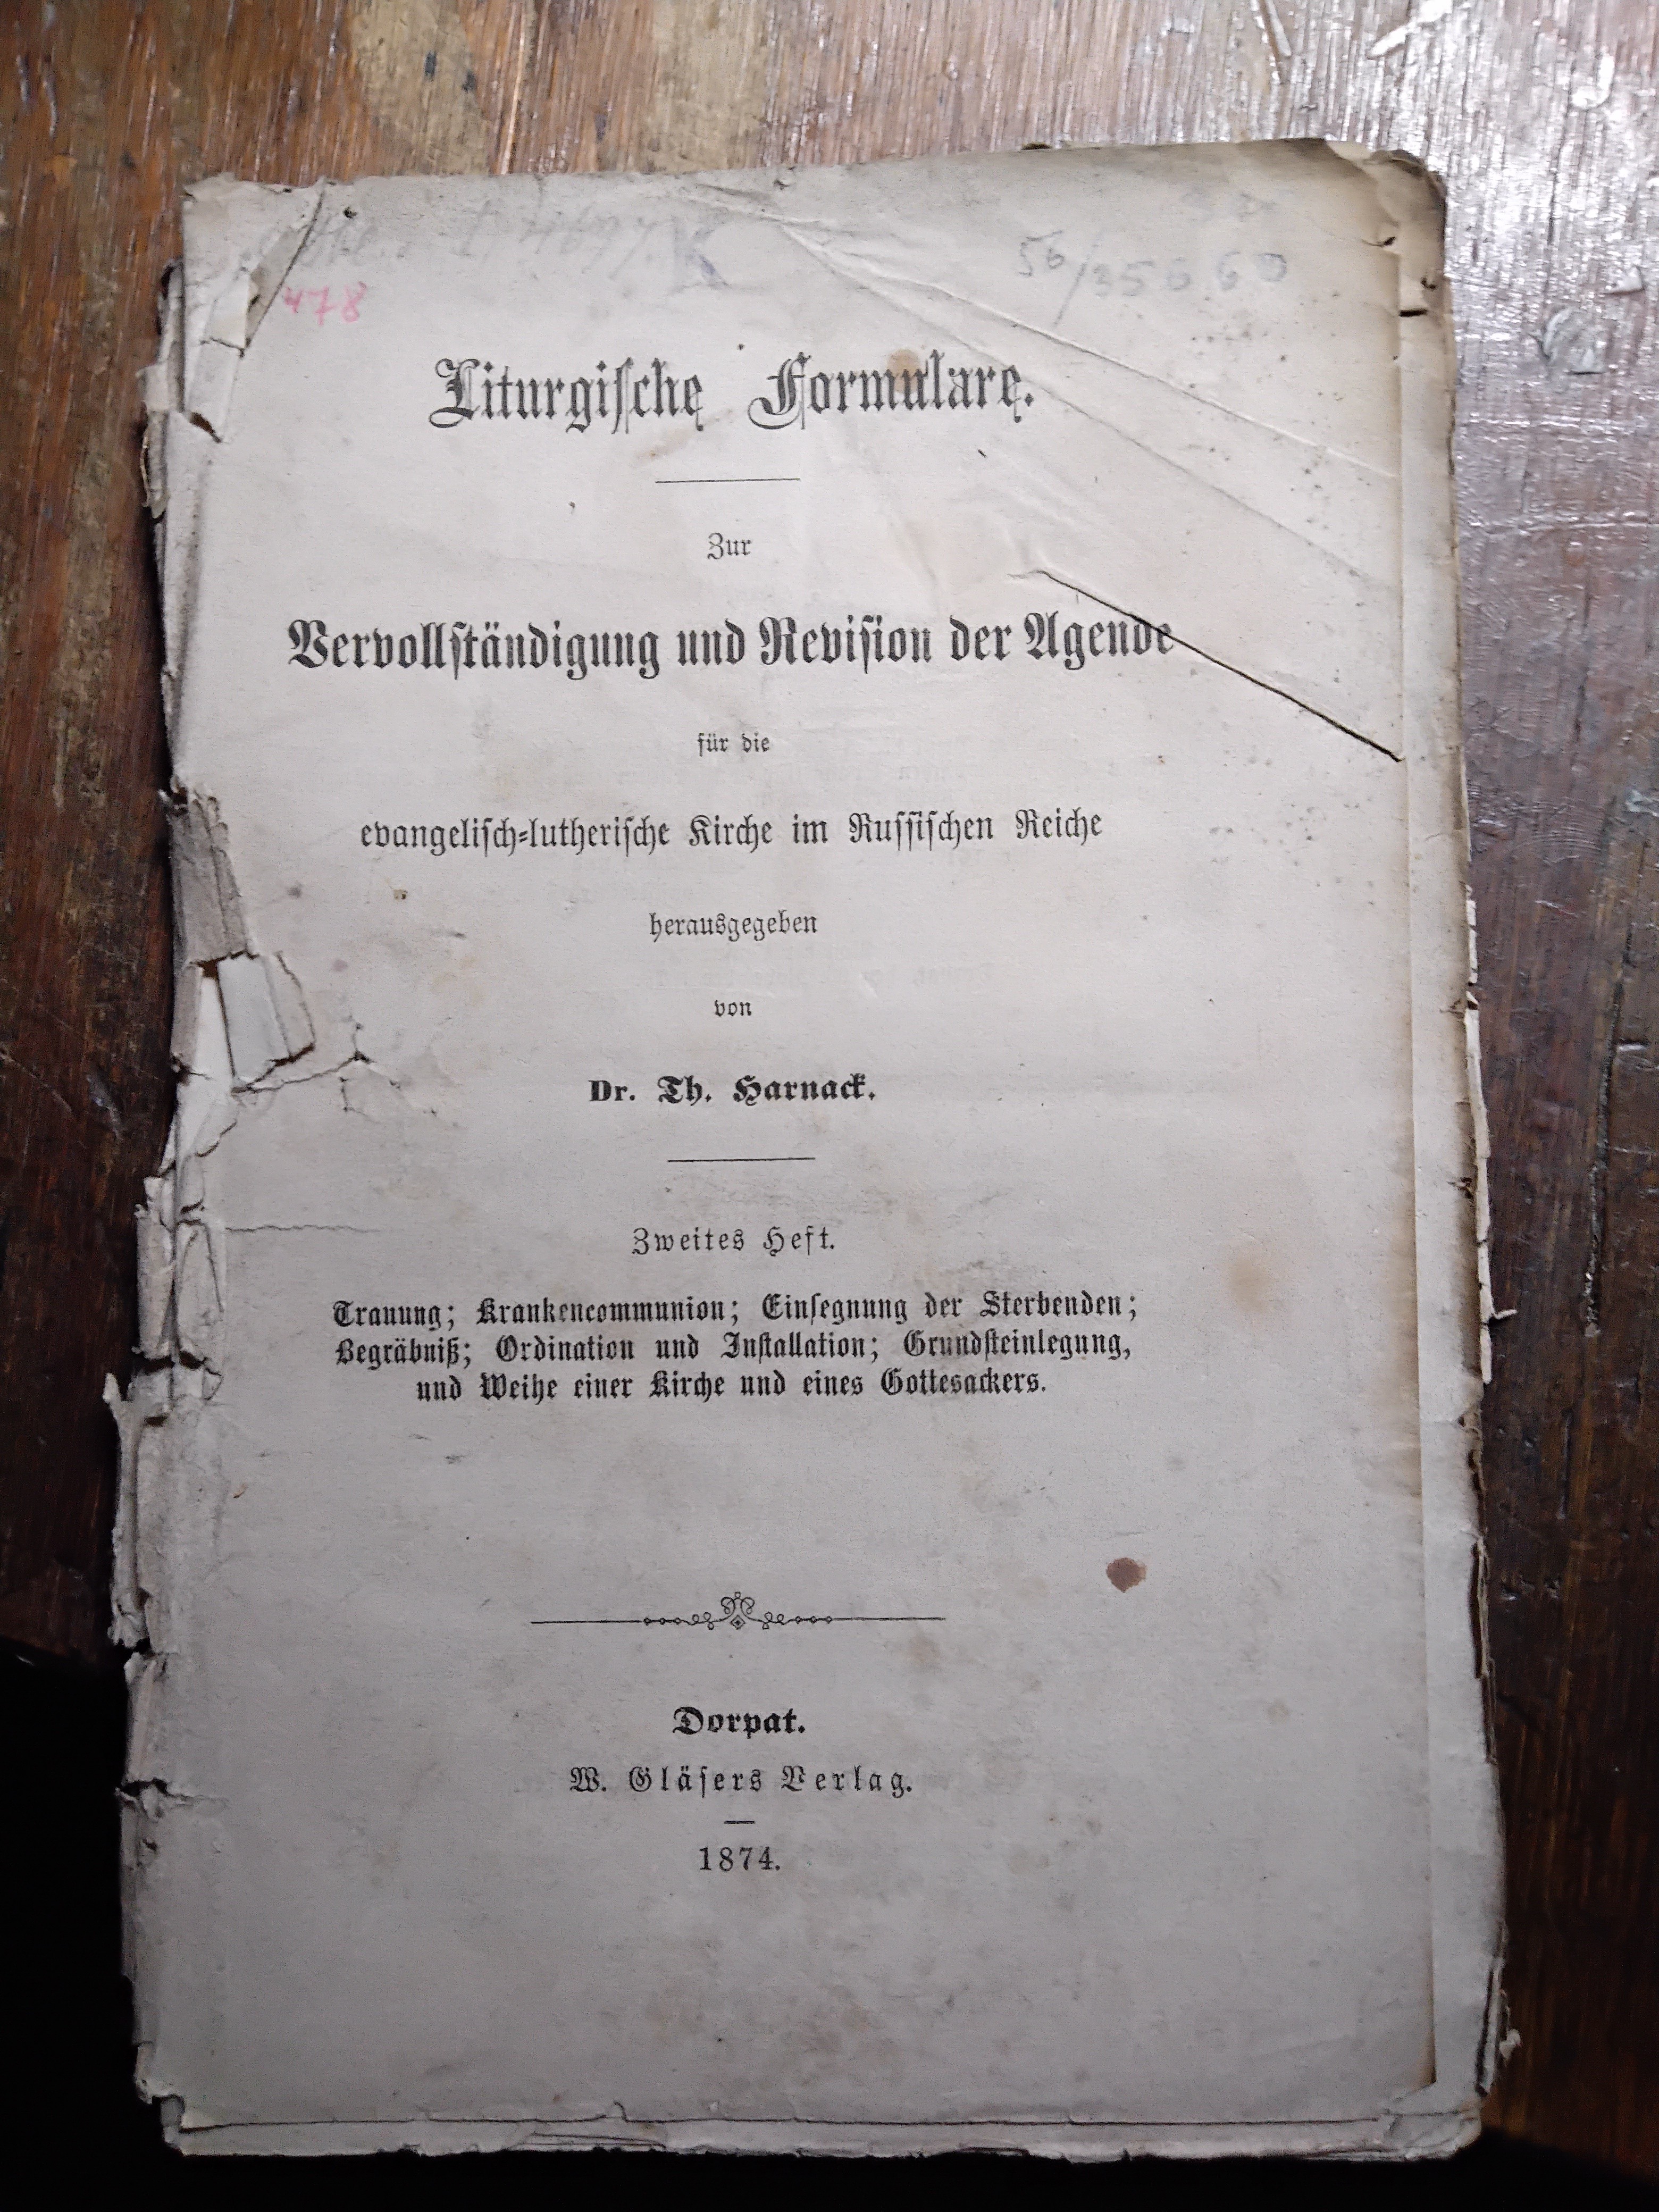 478
56/35660
Liturgische Formulare.
Zur
Vervollständigung und Revision der Agende
für die
evangelisch-lutherische Kirche im Russischen Reiche
herausgegeben
von
Dr. Th. Harnack.
Zweites Heft.
Trauung; Krankencommunion; Einsegnung der Sterbenden;
Begräbniß; Ordination und Installation; Grundsteinlegung,
und Weihe einer Kirche und eines Gottesackers.
Dorpat.
W. Gläsers Verlag.
1874.